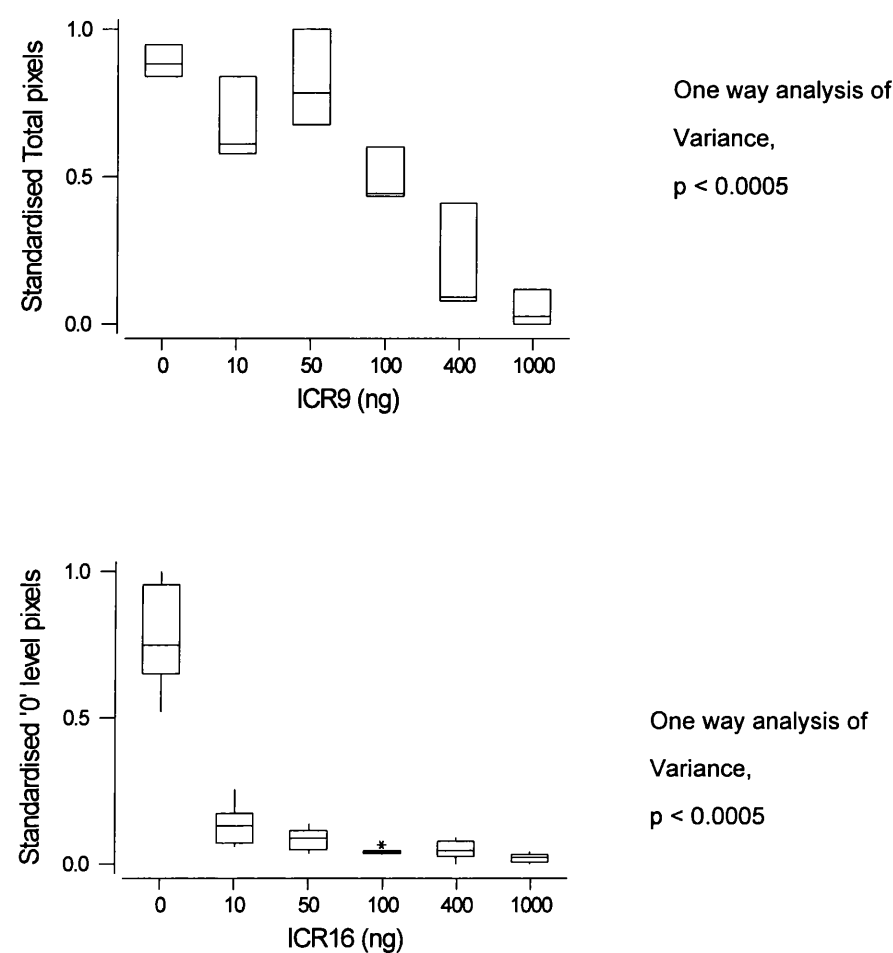 Standardised Total pixels
1.0
0.5
0.0
0 10 50 100 400 1000
ICR9 (ng)
One way analysis of
Variance,
p < 0.0005
Standardised '0' level pixels
1.0
0.5
0.0
*
0 10 50 100 400 1000
ICR16 (ng)
One way analysis of
Variance,
p < 0.0005